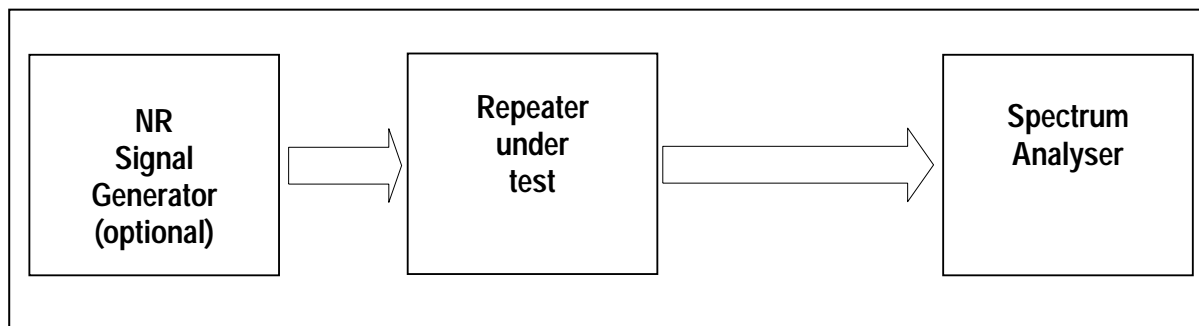 NR
Signal
Generator
(optional)
Repeater
under
test
Spectrum
Analyser